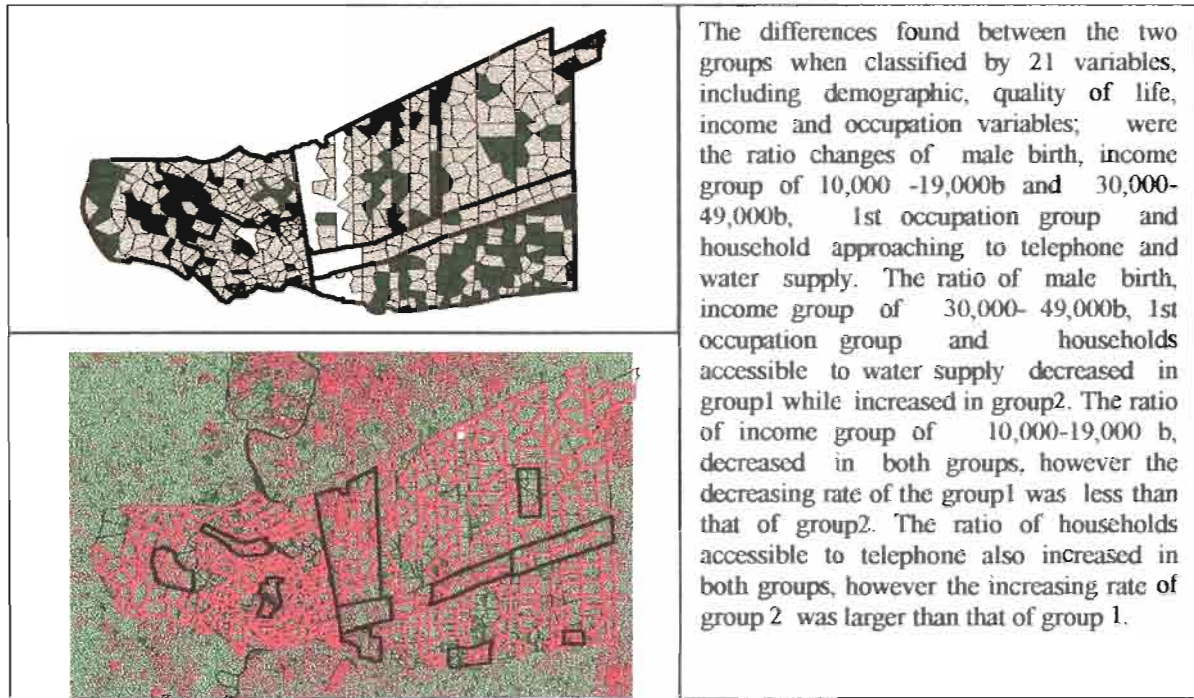 The differences found between the two
groups when classified by 21 variables,
including demographic, quality of life,
income and occupation variables; were
the ratio changes of male birth, income
group of 10,000 -19,000b and 30,000-
49,000b, 1st occupation group and
household approaching to telephone and
water supply. The ratio of male birth,
income group of 30,000- 49,000b, 1st
occupation group and households
accessible to water supply decreased in
group1 while increased in group2. The ratio
of income group of 10,000-19,000 b,
decreased in both groups, however the
decreasing rate of the group1 was less than
that of group2. The ratio of households
accessible to telephone also increased in
both groups, however the increasing rate of
group 2 was larger than that of group 1.